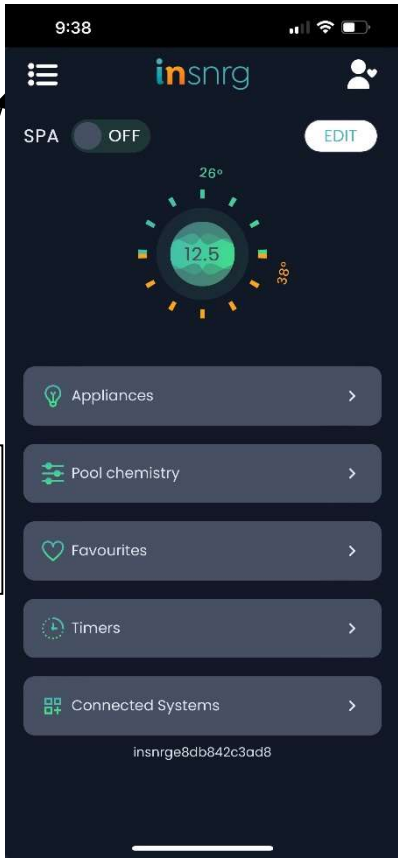 9:38
insnrg
SPA OFF EDIT
26°
12.5
38°
Appliances
Pool chemistry
Favourites
Timers
Connected Systems
insnrge8db842c3ad8